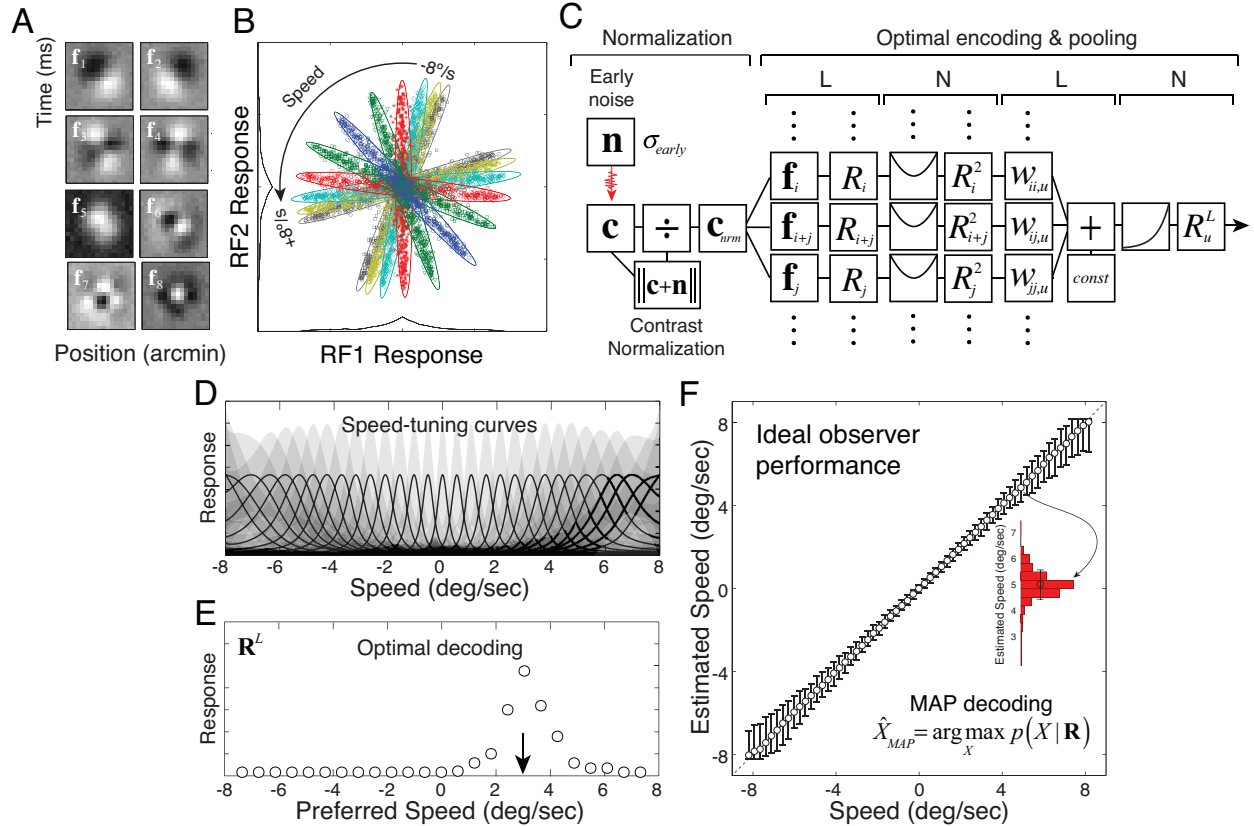 A
Time (ms)
f1
f2
f3
f4
f5
f6
f7
f8
Position (arcmin)
B
Speed
-8°/s
+8°/s
RF2 Response
RF1 Response
C
Normalization
Optimal encoding & pooling
L
N
L
N
Early
noise
n
σearly
c
÷
cnrm
‖c+n‖
Contrast
Normalization
fi
Ri
Ri2
wii,u
fi+j
Ri+j
R2i+j
wij,u
+
RuL
fj
Rj
Rj2
wjj,u
const
D
Speed-tuning curves
Response
-8 -6 -4 -2 0 2 4 6 8
Speed (deg/sec)
E
RL
Optimal decoding
Response
-8 -6 -4 -2 0 2 4 6 8
Preferred Speed (deg/sec)
F
Ideal observer
performance
Estimated Speed (deg/sec)
8
4
0
-4
-8
Estimated Speed (deg/sec)
7
6
5
4
3
MAP decoding
X̂MAP = arg max p(X | R)
X
-8 -4 0 4 8
Speed (deg/sec)